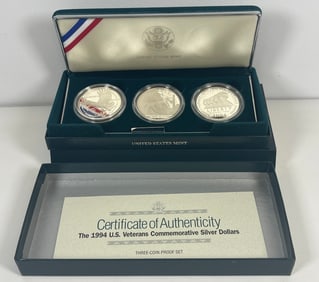 UNITED STATES MINT
Certificate of Authenticity
The 1994 U.S. Veterans Commemorative Silver Dollars
THREE-COIN PROOF SET